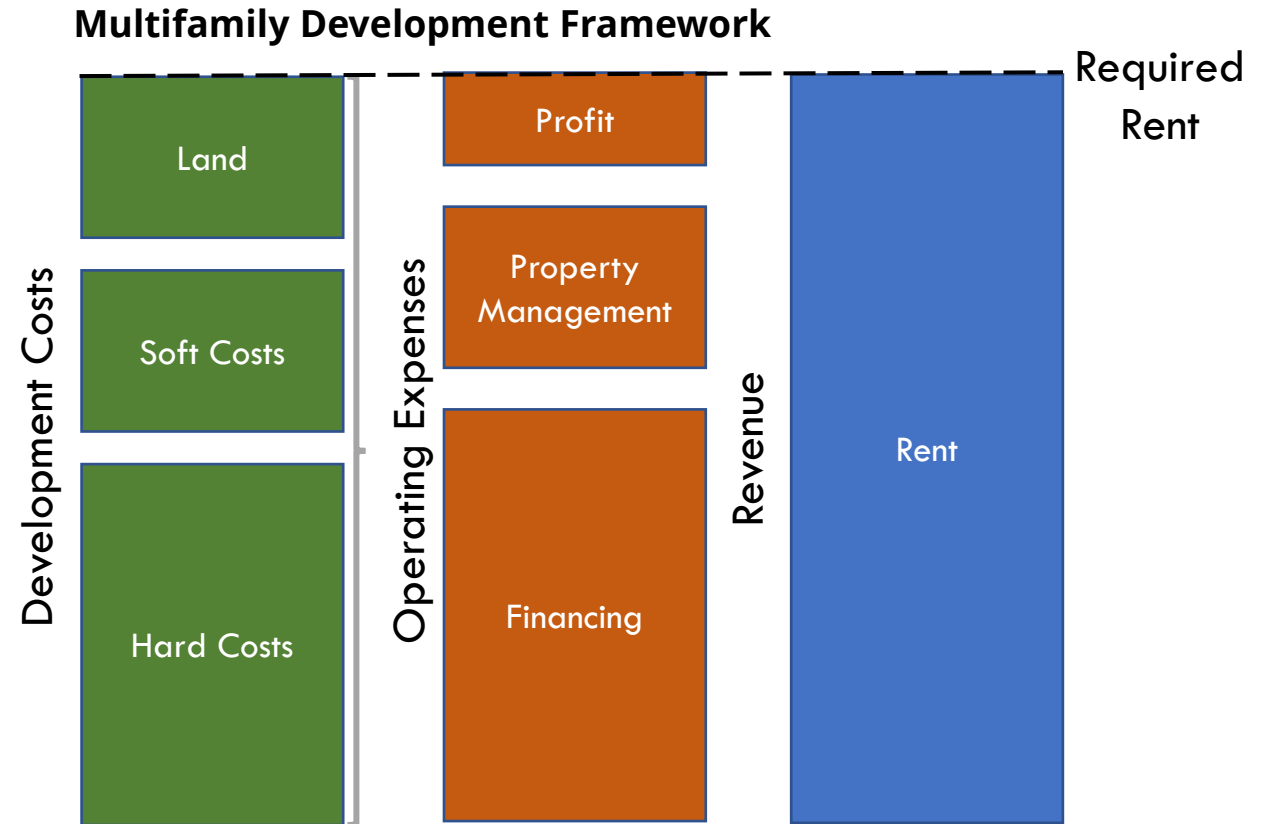 Multifamily Development Framework
Required
Rent
Development Costs
Land
Soft Costs
Hard Costs
Operating Expenses
Profit
Property
Management
Financing
Revenue
Rent